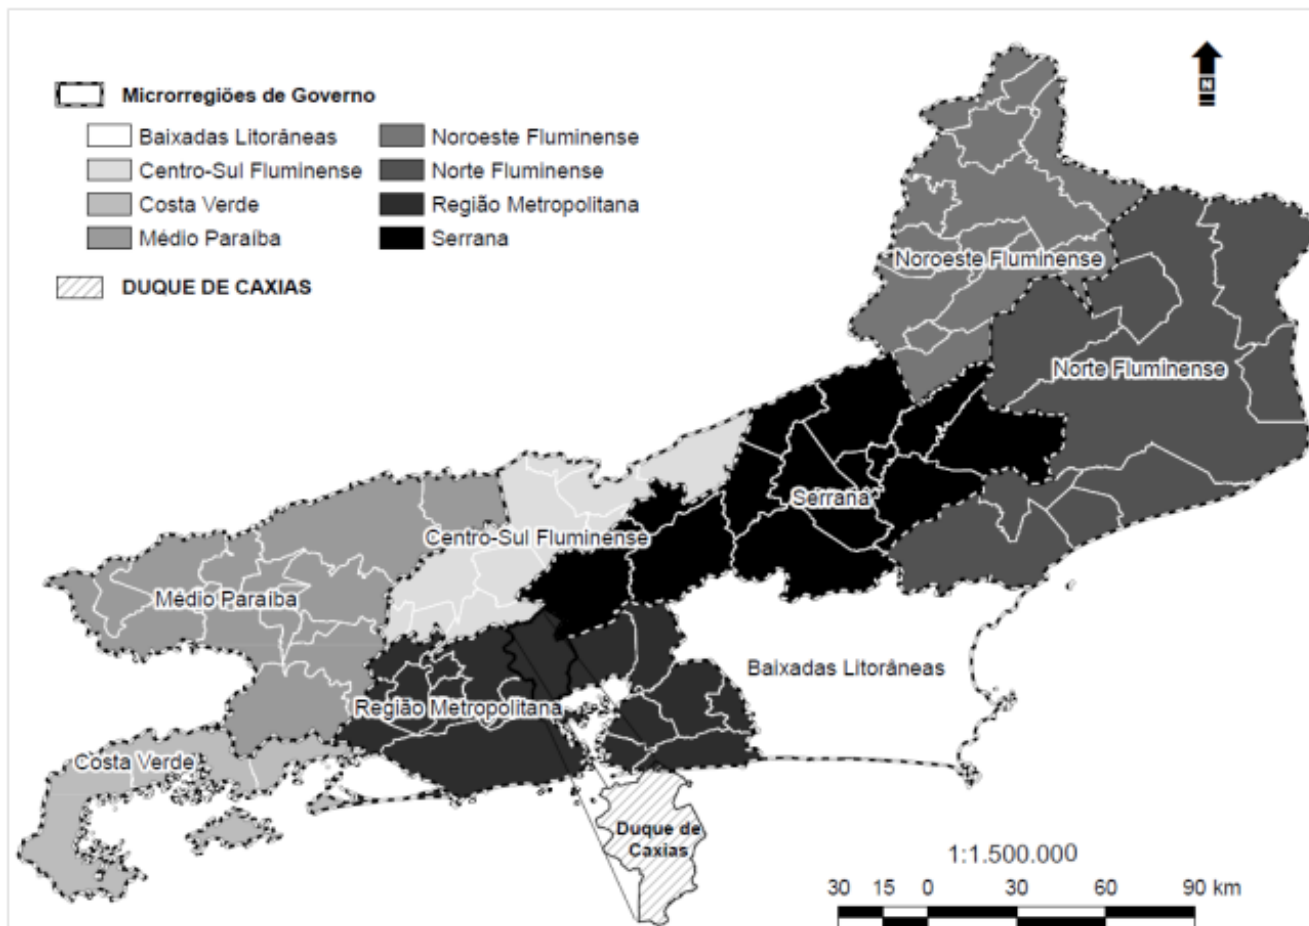 Microrregiões de Governo
Baixadas Litorâneas
Noroeste Fluminense
Centro-Sul Fluminense
Norte Fluminense
Costa Verde
Região Metropolitana
Médio Paraíba
Serrana
DUQUE DE CAXIAS
N
Noroeste Fluminense
Norte Fluminense
Serrana
Centro-Sul Fluminense
Médio Paraíba
Baixadas Litorâneas
Região Metropolitana
Costa Verde
Duque de
Caxias
1:1.500.000
30 15 0 30 60 90 km